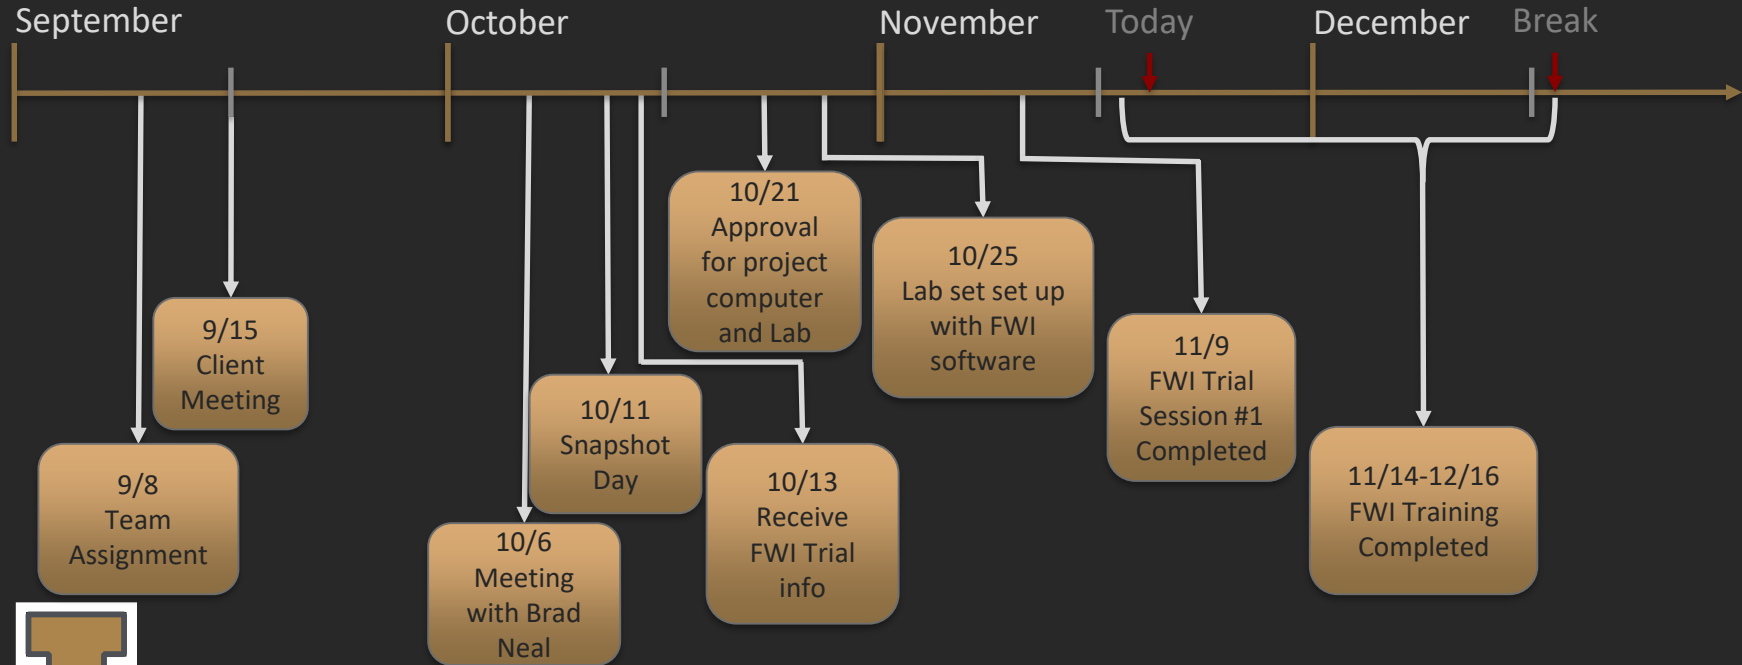 September
October
November
Today
December
Break
9/8
Team
Assignment
9/15
Client
Meeting
10/6
Meeting
with Brad
Neal
10/11
Snapshot
Day
10/13
Receive
FWI Trial
info
10/21
Approval
for project
computer
and Lab
10/25
Lab set set up
with FWI
software
11/9
FWI Trial
Session #1
Completed
11/14-12/16
FWI Training
Completed